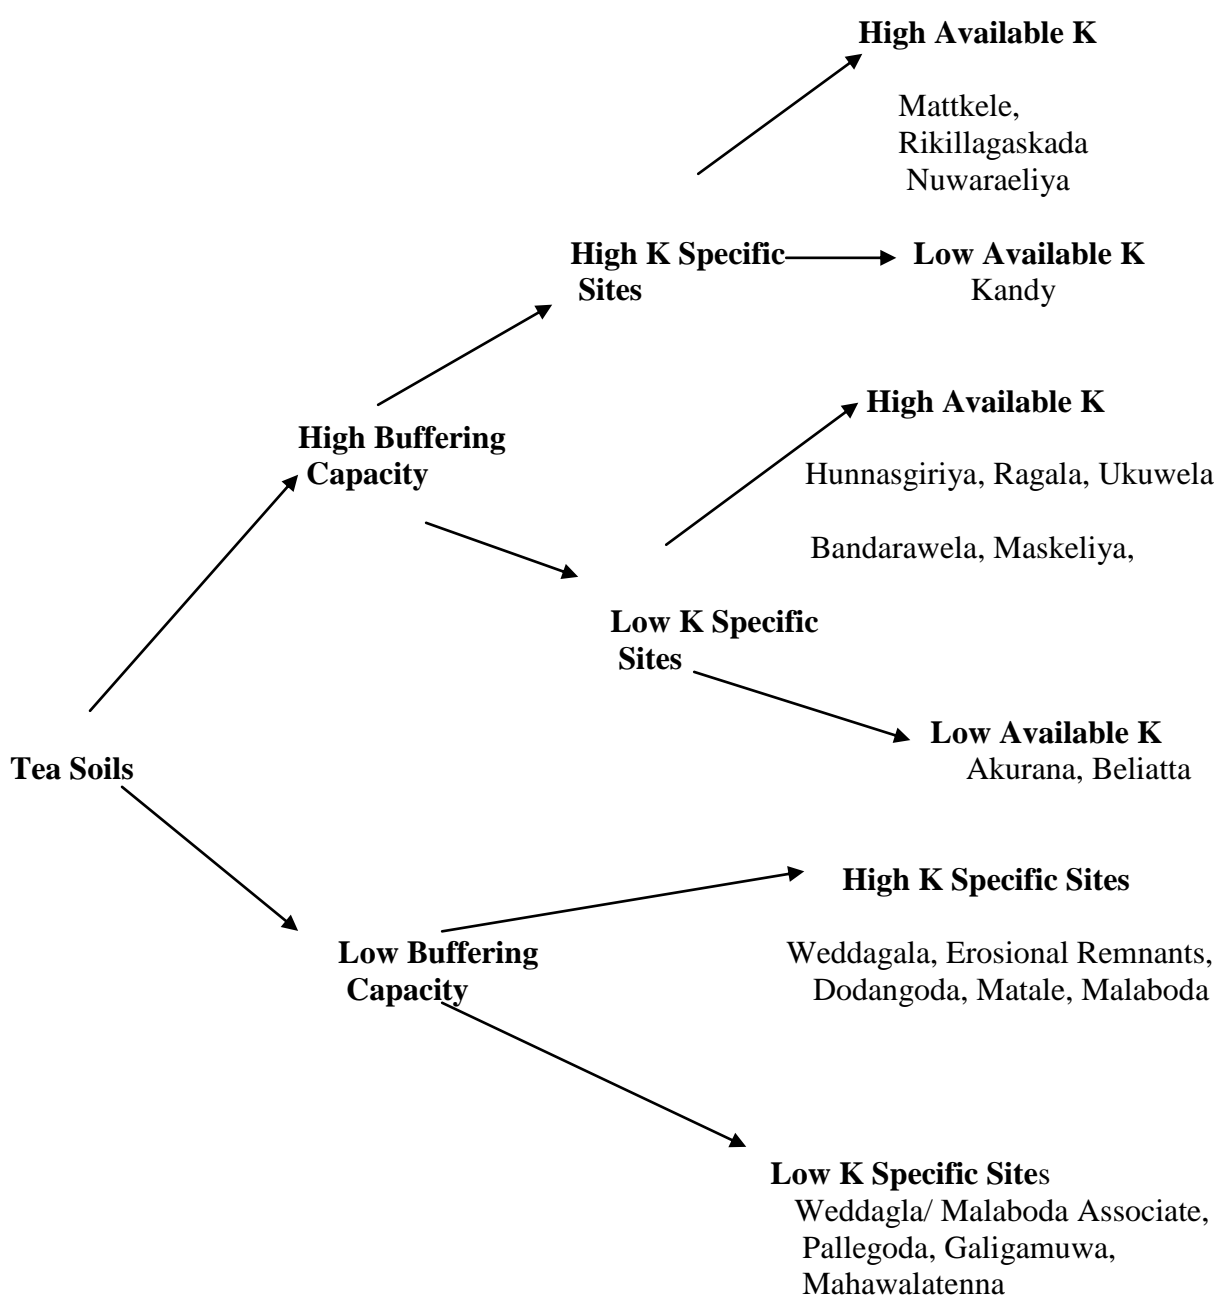 High Available K
Mattkele,
Rikillagaskada
Nuwaraeliya
High K Specific
Sites
Low Available K
Kandy
High Available K
High Buffering
Capacity
Hunnasgiriya, Ragala, Ukuwela
Bandarawela, Maskeliya,
Low K Specific
Sites
Low Available K
Akurana, Beliatta
Tea Soils
High K Specific Sites
Low Buffering
Capacity
Weddagala, Erosional Remnants,
Dodangoda, Matale, Malaboda
Low K Specific Sites
Weddagla/ Malaboda Associate,
Pallegoda, Galigamuwa,
Mahawalatenna